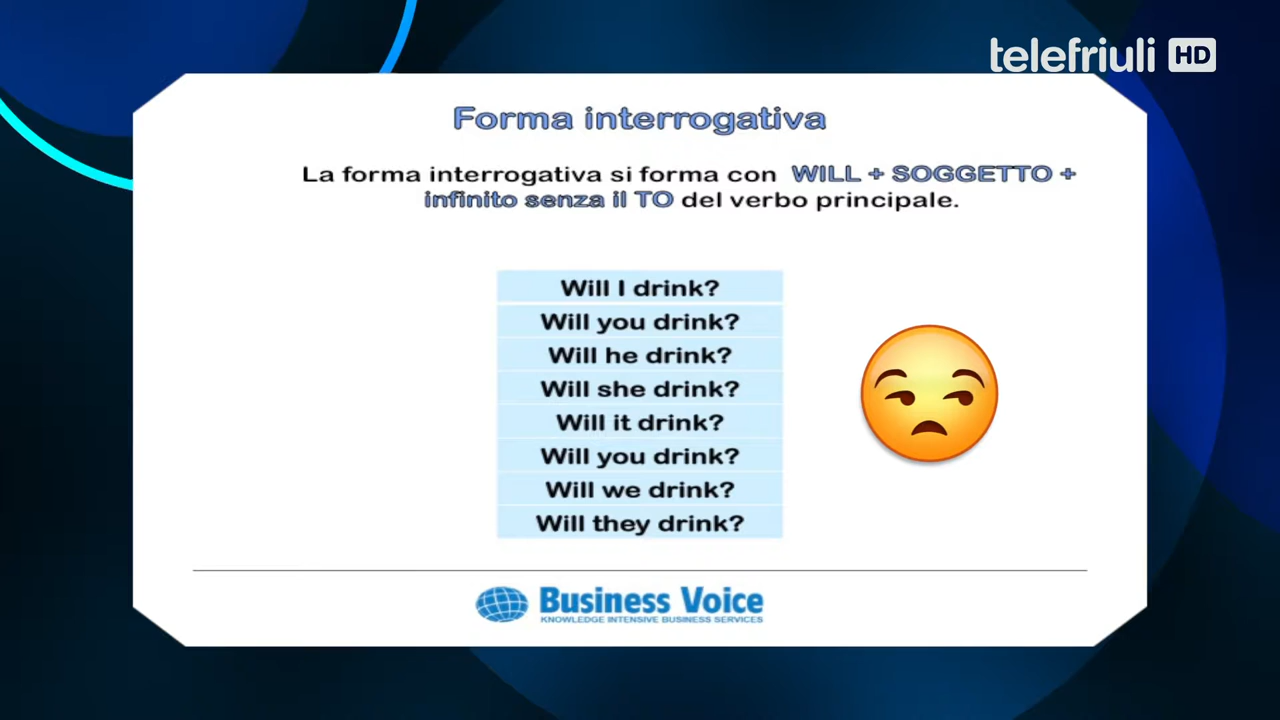 telefriuli HD
Forma interrogativa
La forma interrogativa si forma con WILL + SOGGETTO +
infinito senza il TO del verbo principale.
Will I drink?
Will you drink?
Will he drink?
Will she drink?
Will it drink?
Will you drink?
Will we drink?
Will they drink?
Business Voice
KNOWLEDGE INTENSIVE BUSINESS SERVICES